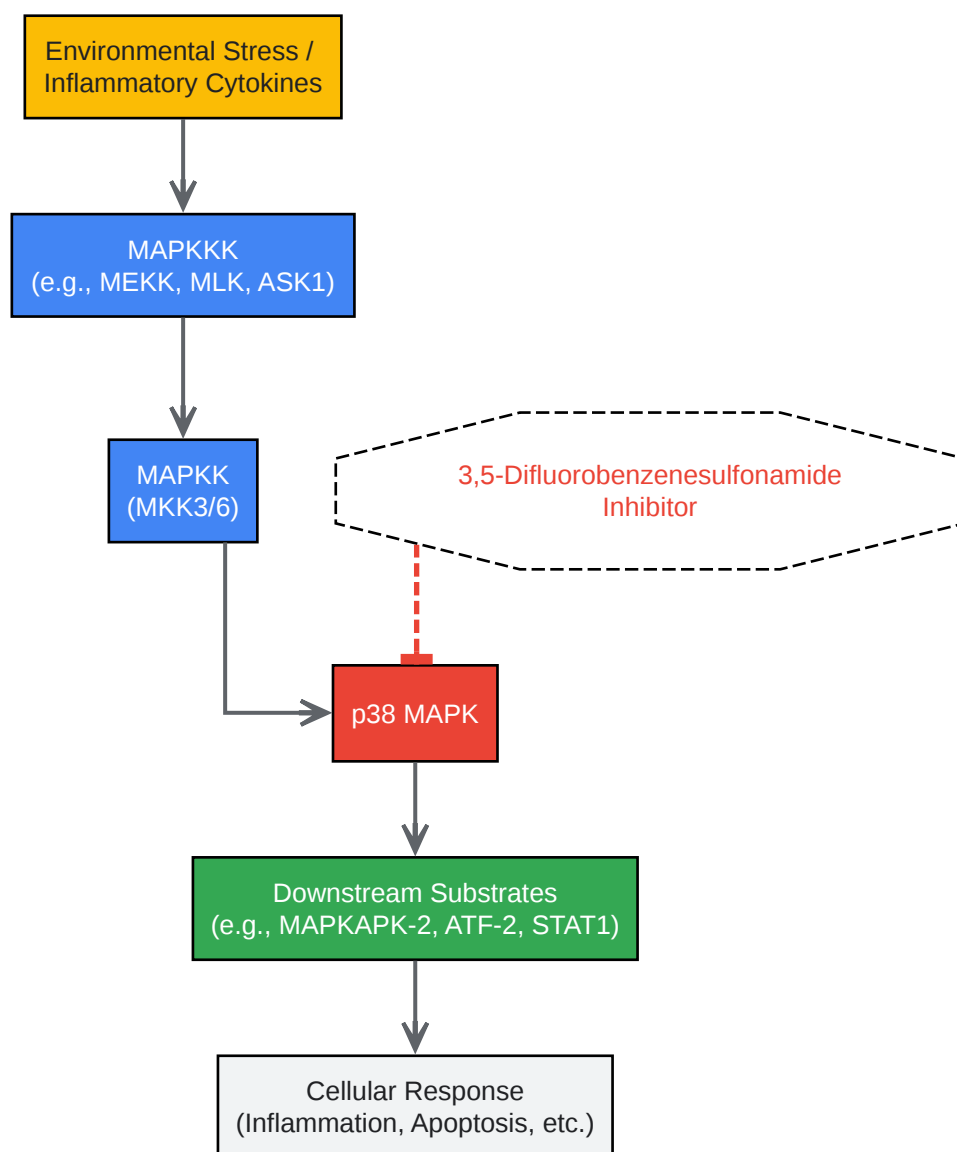 Environmental Stress /
Inflammatory Cytokines
MAPKKK
(e.g., MEKK, MLK, ASK1)
MAPKK
(MKK3/6)
3,5-Difluorobenzenesulfonamide
Inhibitor
p38 MAPK
Downstream Substrates
(e.g., MAPKAPK-2, ATF-2, STAT1)
Cellular Response
(Inflammation, Apoptosis, etc.)